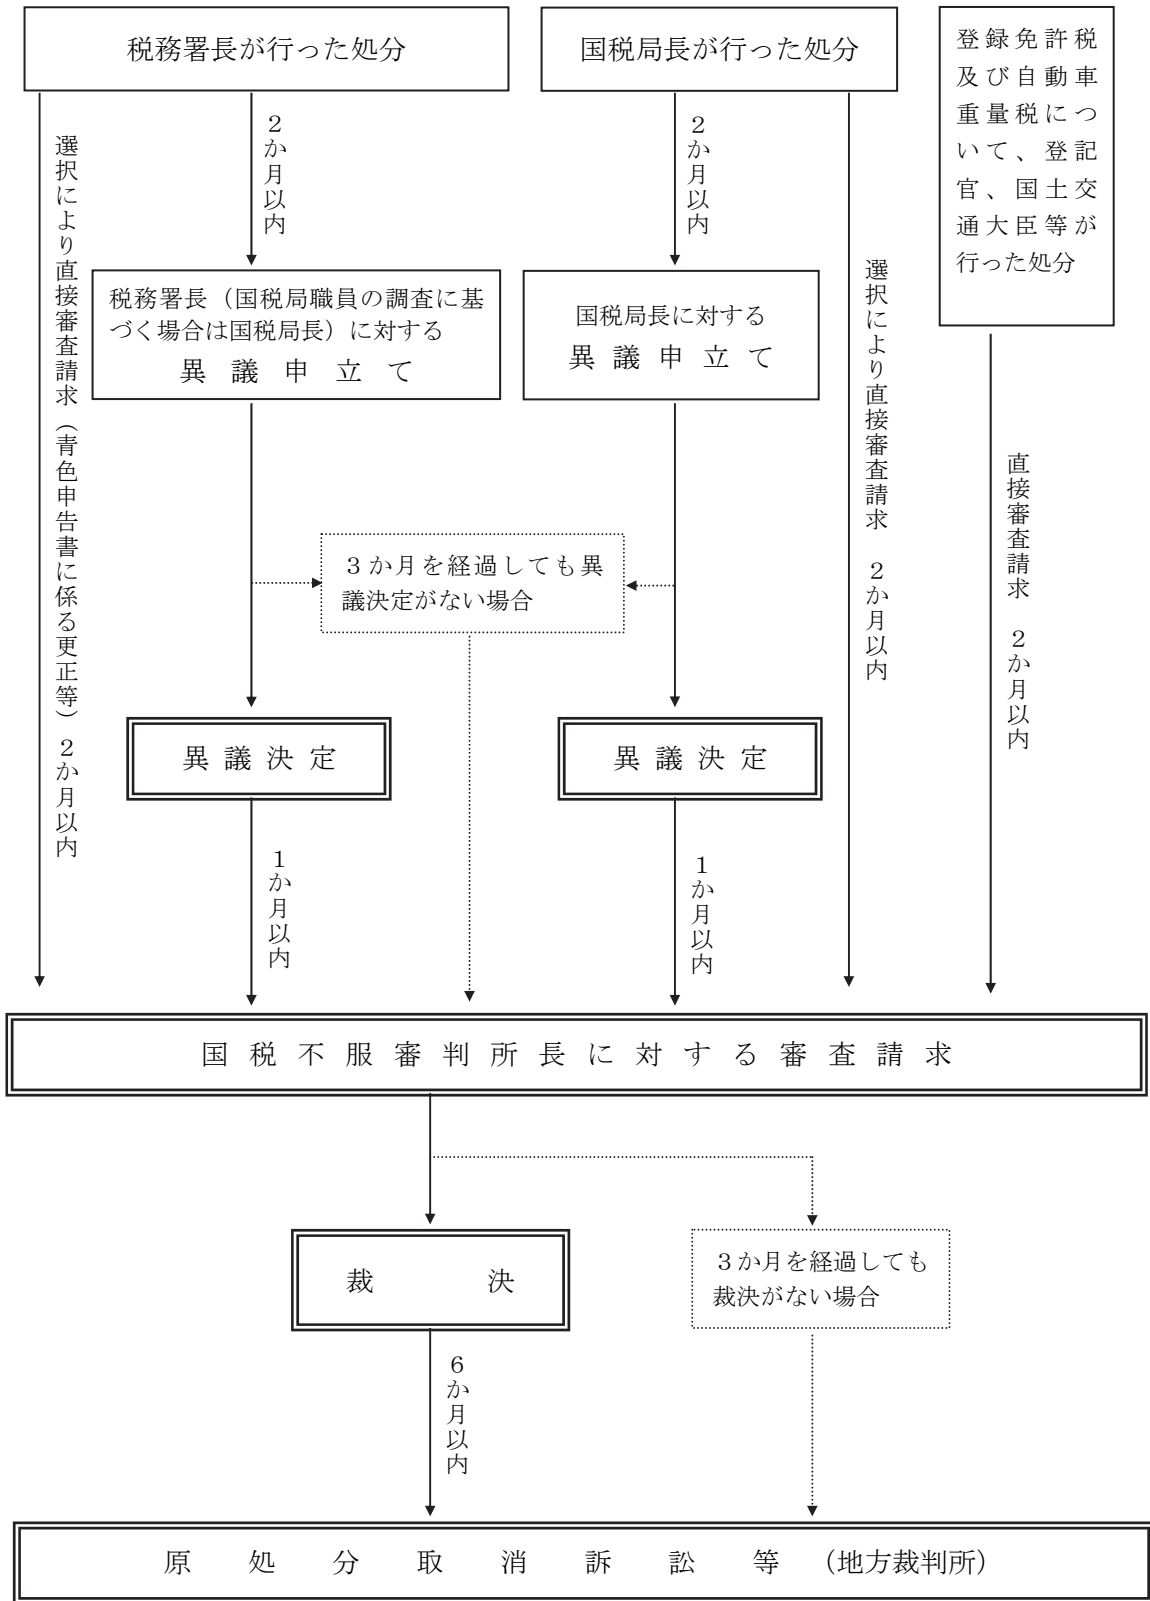 税務署長が行った処分
国税局長が行った処分
登録免許税
及び自動車
重量税につ
いて、登記
官、国土交
通大臣等が
行った処分
選択により直接審査請求（青色申告書に係る更正等）２か月以内
２か月以内
２か月以内
選択により直接審査請求　２か月以内
直接審査請求　２か月以内
税務署長（国税局職員の調査に基
づく場合は国税局長）に対する
異議申立て
国税局長に対する
異議申立て
３か月を経過しても異
議決定がない場合
異議決定
異議決定
１か月以内
１か月以内
国税不服審判所長に対する審査請求
裁決
３か月を経過しても
裁決がない場合
６か月以内
原処分取消訴訟等（地方裁判所）